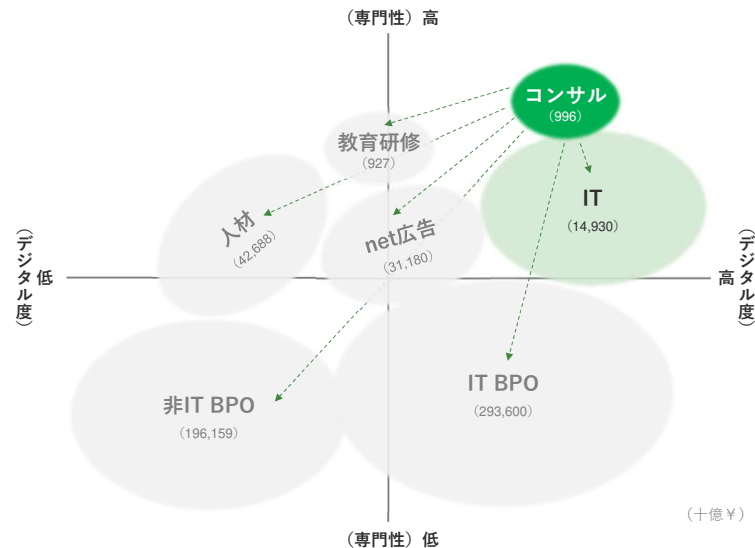 （専門性）高
コンサル
（996）
教育研修
（927）
IT
（14,930）
人材
（42,688）
net広告
（31,180）
（デジタル度）
低
高
（デジタル度）
IT BPO
（293,600）
非IT BPO
（196,159）
（十億￥）
（専門性）低